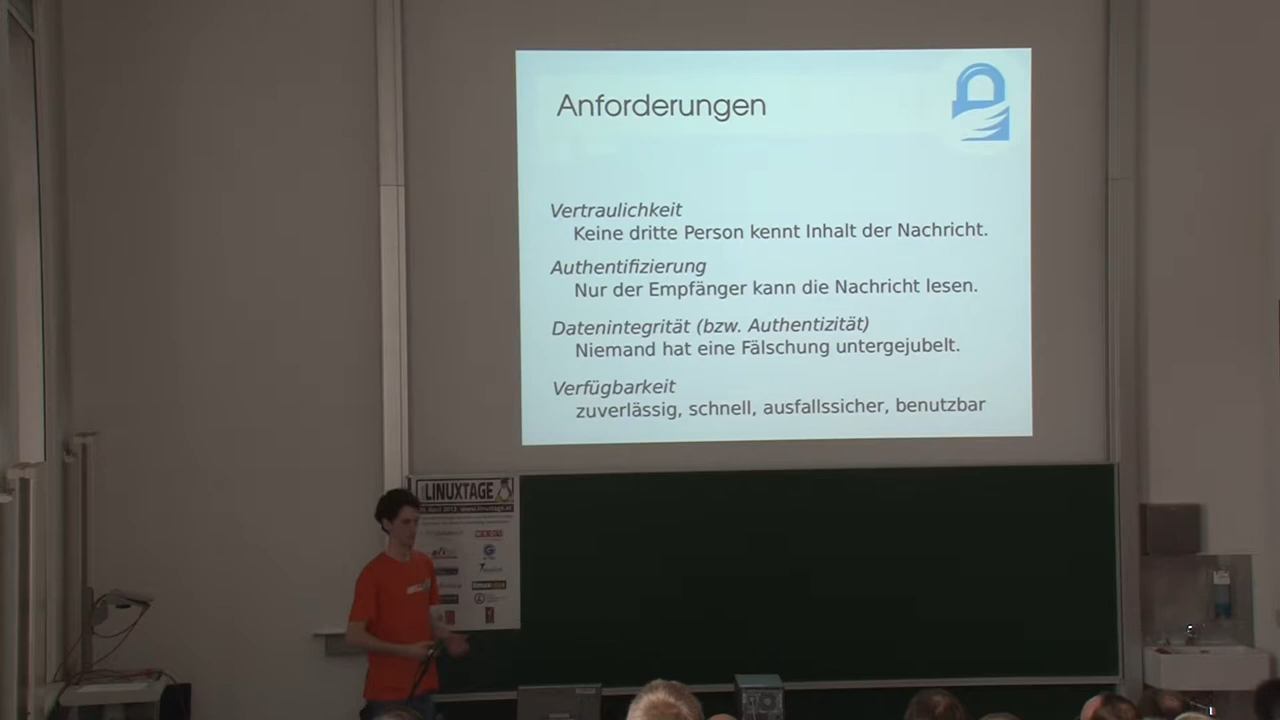 Anforderungen
Vertraulichkeit
Keine dritte Person kennt Inhalt der Nachricht.
Authentifizierung
Nur der Empfänger kann die Nachricht lesen.
Datenintegrität (bzw. Authentizität)
Niemand hat eine Fälschung untergejubelt.
Verfügbarkeit
zuverlässig, schnell, ausfallssicher, benutzbar
LINUXTAGE